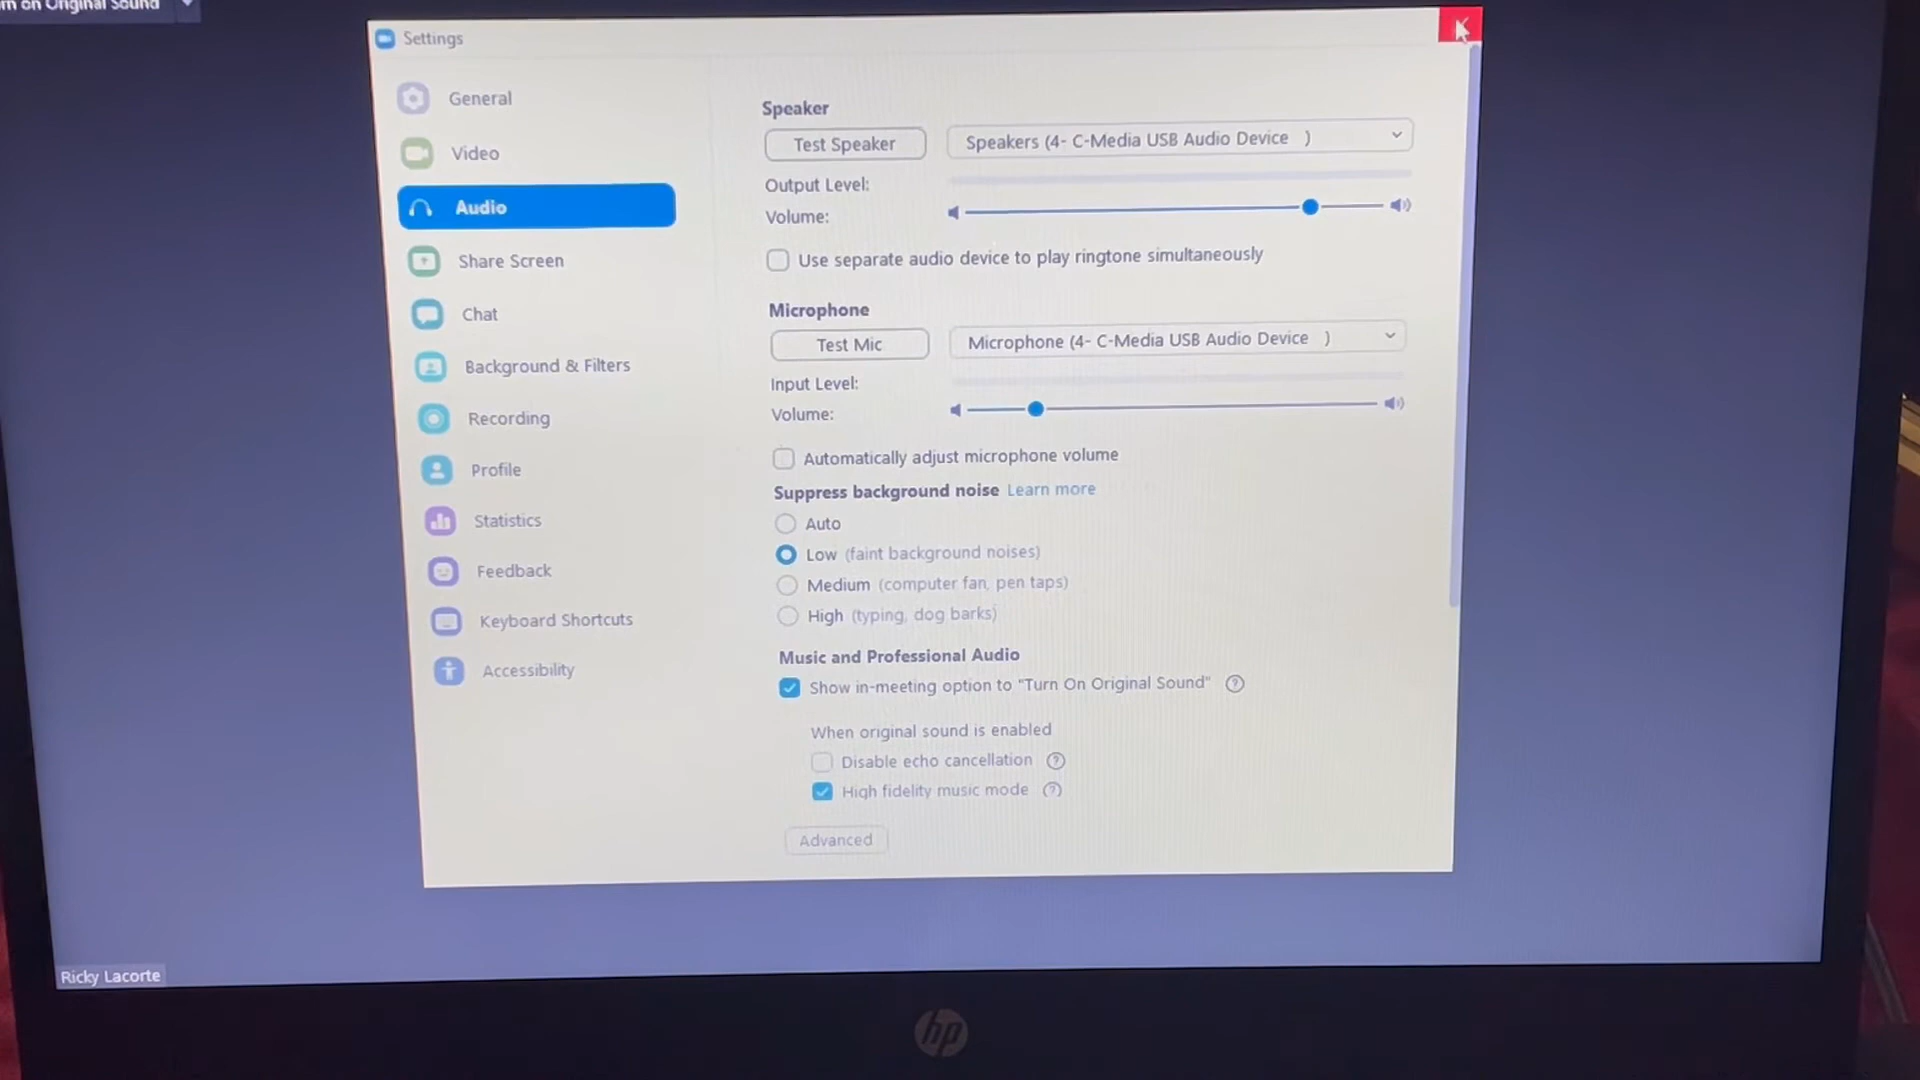 on Original Sound
Settings
General
Video
Audio
Share Screen
Chat
Background & Filters
Recording
Profile
Statistics
Feedback
Keyboard Shortcuts
Accessibility
Speaker
Test Speaker
Speakers (4- C-Media USB Audio Device )
Output Level:
Volume:
Use separate audio device to play ringtone simultaneously
Microphone
Test Mic
Microphone (4- C-Media USB Audio Device )
Input Level:
Volume:
Automatically adjust microphone volume
Suppress background noise Learn more
Auto
Low (faint background noises)
Medium (computer fan, pen taps)
High (typing, dog barks)
Music and Professional Audio
Show in-meeting option to "Turn On Original Sound" ?
When original sound is enabled
Disable echo cancellation ?
High fidelity music mode ?
Advanced
Ricky Lacorte
hp